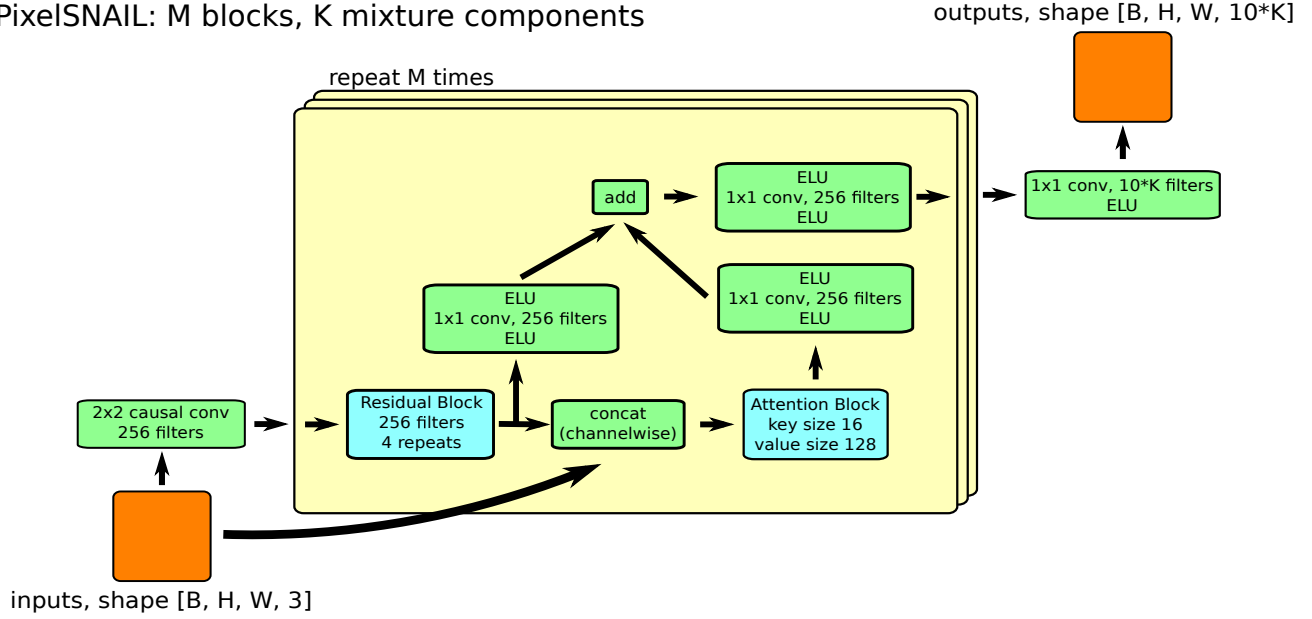 PixelSNAIL: M blocks, K mixture components
outputs, shape [B, H, W, 10*K]
repeat M times
ELU
1x1 conv, 256 filters
ELU
add
1x1 conv, 10*K filters
ELU
ELU
1x1 conv, 256 filters
ELU
ELU
1x1 conv, 256 filters
ELU
2x2 causal conv
256 filters
Residual Block
256 filters
4 repeats
concat
(channelwise)
Attention Block
key size 16
value size 128
inputs, shape [B, H, W, 3]